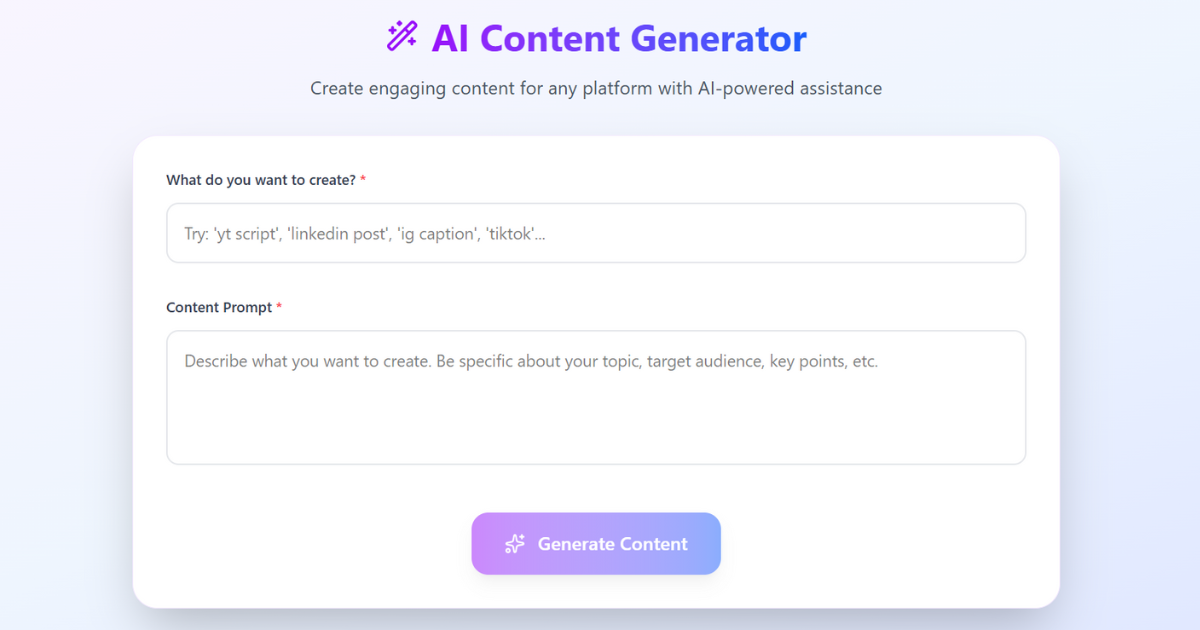 AI Content Generator
Create engaging content for any platform with AI-powered assistance
What do you want to create? *
Try: 'yt script', 'linkedin post', 'ig caption', 'tiktok'...
Content Prompt *
Describe what you want to create. Be specific about your topic, target audience, key points, etc.
Generate Content